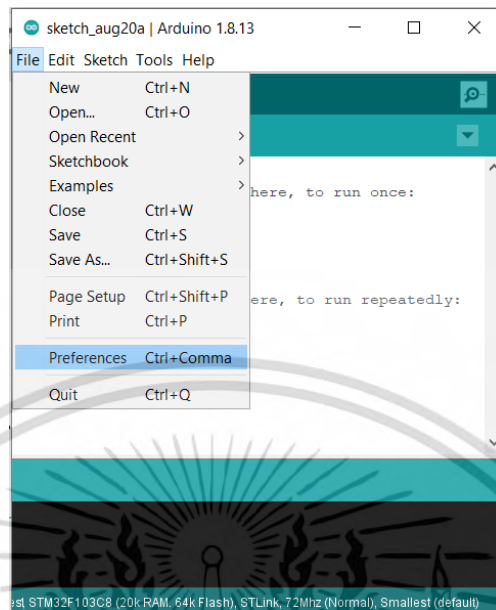 sketch_aug20a | Arduino 1.8.13
File Edit Sketch Tools Help
New Ctrl+N
Open... Ctrl+O
Open Recent
Sketchbook
Examples
here, to run once:
Close Ctrl+W
Save Ctrl+S
Save As... Ctrl+Shift+S
Page Setup Ctrl+Shift+P
ere, to run repeatedly:
Print Ctrl+P
Preferences Ctrl+Comma
Quit Ctrl+Q
est STM32F103C8 (20k RAM. 64k Flash), STLink, 72Mhz (Normal), Smallest (default)